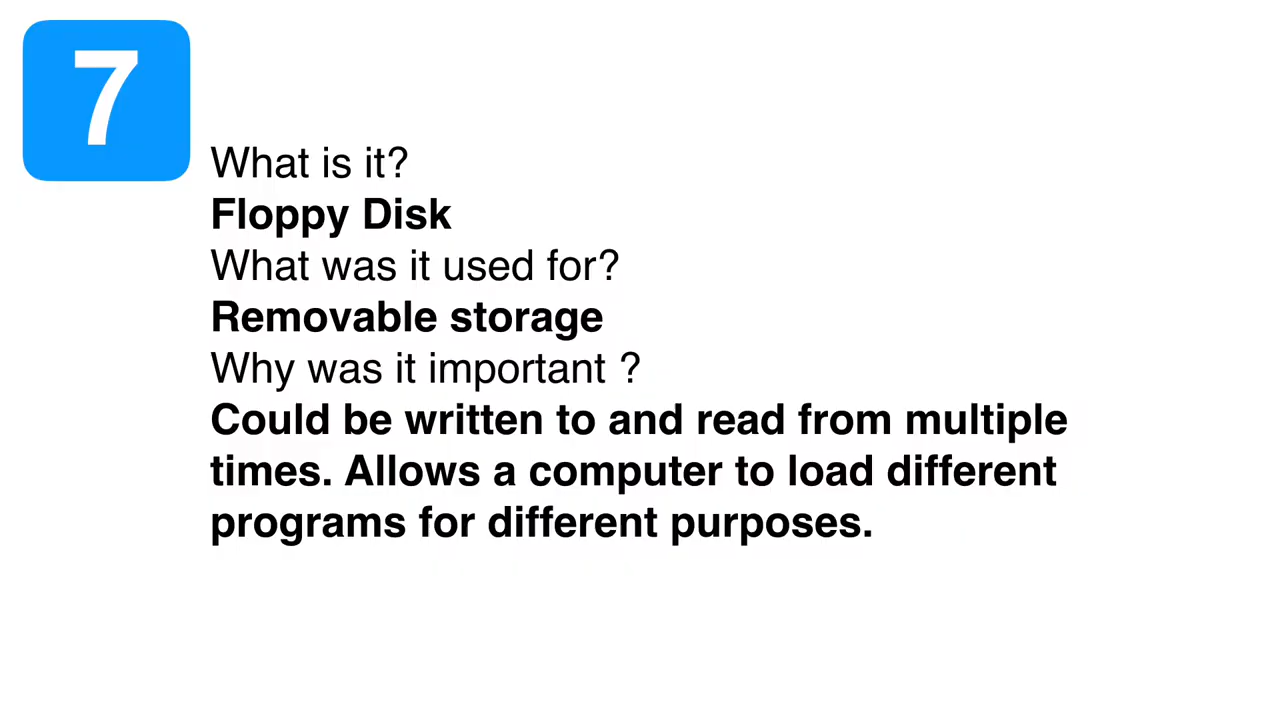 7
What is it?
Floppy Disk
What was it used for?
Removable storage
Why was it important ?
Could be written to and read from multiple
times. Allows a computer to load different
programs for different purposes.